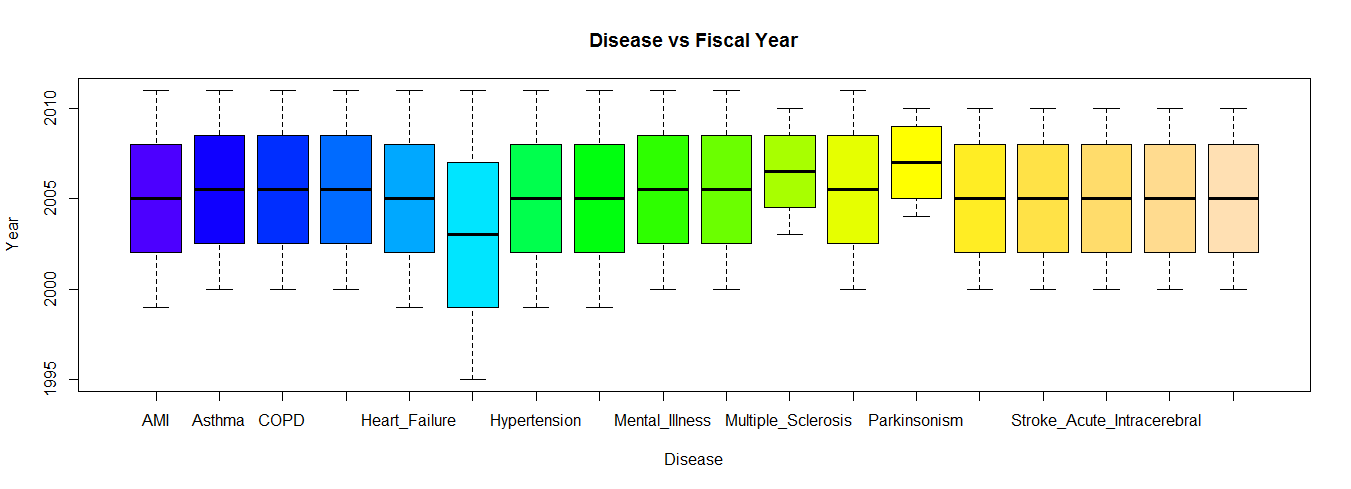 Disease vs Fiscal Year
Year
2010
2005
2000
1995
AMI Asthma COPD Heart_Failure Hypertension Mental_Illness Multiple_Sclerosis Parkinsonism Stroke_Acute_Intracerebral
Disease